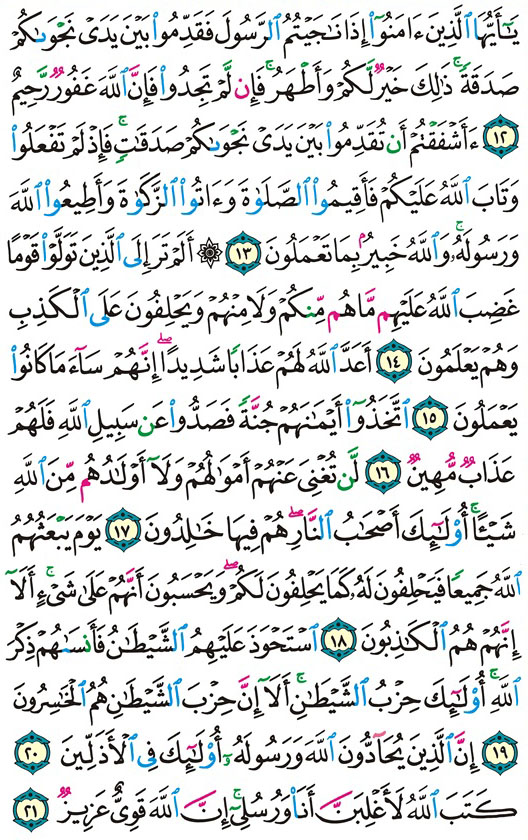 يَـٰٓأَيُّهَا ٱلَّذِينَ ءَامَنُوٓا۟ إِذَا نَـٰجَيْتُمُ ٱلرَّسُولَ فَقَدِّمُوا۟ بَيْنَ يَدَىْ نَجْوَىٰكُمْ
صَدَقَةً ۚ ذَٰلِكَ خَيْرٌ لَّكُمْ وَأَطْهَرُ ۚ فَإِن لَّمْ تَجِدُوا۟ فَإِنَّ ٱللَّهَ غَفُورٌ رَّحِيمٌ
١٢ ءَأَشْفَقْتُمْ أَن تُقَدِّمُوا۟ بَيْنَ يَدَىْ نَجْوَىٰكُمْ صَدَقَـٰتٍ ۚ فَإِذْ لَمْ تَفْعَلُوا۟
وَتَابَ ٱللَّهُ عَلَيْكُمْ فَأَقِيمُوا۟ ٱلصَّلَوٰةَ وَءَاتُوا۟ ٱلزَّكَوٰةَ وَأَطِيعُوا۟ ٱللَّهَ
وَرَسُولَهُۥ ۚ وَٱللَّهُ خَبِيرٌۢ بِمَا تَعْمَلُونَ ١٣ ۞ أَلَمْ تَرَ إِلَى ٱلَّذِينَ تَوَلَّوْا۟ قَوْمًا
غَضِبَ ٱللَّهُ عَلَيْهِم مَّا هُم مِّنكُمْ وَلَا مِنْهُمْ وَيَحْلِفُونَ عَلَى ٱلْكَذِبِ
وَهُمْ يَعْلَمُونَ ١٤ أَعَدَّ ٱللَّهُ لَهُمْ عَذَابًا شَدِيدًا ۖ إِنَّهُمْ سَآءَ مَا كَانُوا۟
يَعْمَلُونَ ١٥ ٱتَّخَذُوٓا۟ أَيْمَـٰنَهُمْ جُنَّةً فَصَدُّوا۟ عَن سَبِيلِ ٱللَّهِ فَلَهُمْ
عَذَابٌ مُّهِينٌ ١٦ لَّن تُغْنِىَ عَنْهُمْ أَمْوَٰلُهُمْ وَلَآ أَوْلَـٰدُهُم مِّنَ ٱللَّهِ
شَيْـًٔا ۚ أُو۟لَـٰٓئِكَ أَصْحَـٰبُ ٱلنَّارِ ۖ هُمْ فِيهَا خَـٰلِدُونَ ١٧ يَوْمَ يَبْعَثُهُمُ
ٱللَّهُ جَمِيعًا فَيَحْلِفُونَ لَهُۥ كَمَا يَحْلِفُونَ لَكُمْ ۖ وَيَحْسَبُونَ أَنَّهُمْ عَلَىٰ شَىْءٍ ۚ أَلَآ
إِنَّهُمْ هُمُ ٱلْكَـٰذِبُونَ ١٨ ٱسْتَحْوَذَ عَلَيْهِمُ ٱلشَّيْطَـٰنُ فَأَنسَىٰهُمْ ذِكْرَ
ٱللَّهِ ۚ أُو۟لَـٰٓئِكَ حِزْبُ ٱلشَّيْطَـٰنِ ۚ أَلَآ إِنَّ حِزْبَ ٱلشَّيْطَـٰنِ هُمُ ٱلْخَـٰسِرُونَ
١٩ إِنَّ ٱلَّذِينَ يُحَآدُّونَ ٱللَّهَ وَرَسُولَهُۥٓ أُو۟لَـٰٓئِكَ فِى ٱلْأَذَلِّينَ ٢٠
كَتَبَ ٱللَّهُ لَأَغْلِبَنَّ أَنَا۠ وَرُسُلِىٓ ۚ إِنَّ ٱللَّهَ قَوِىٌّ عَزِيزٌ ٢١